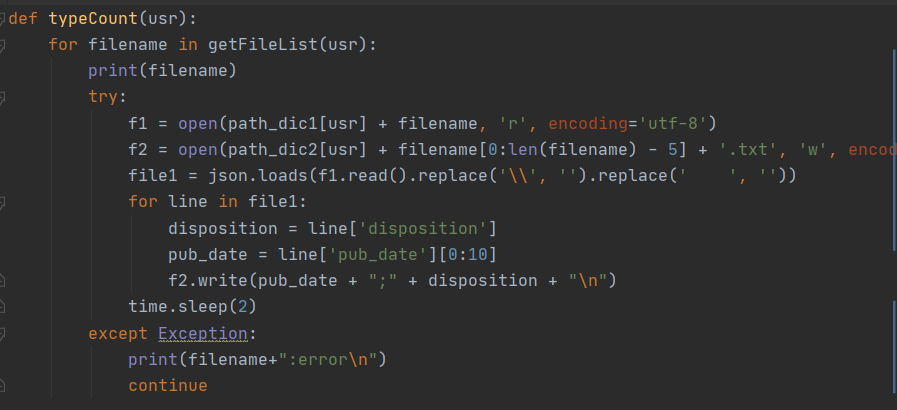 def typeCount(usr):
    for filename in getFileList(usr):
        print(filename)
        try:
            f1 = open(path_dic1[usr] + filename, 'r', encoding='utf-8')
            f2 = open(path_dic2[usr] + filename[0:len(filename) - 5] + '.txt', 'w', encod
            file1 = json.loads(f1.read().replace('\\', '').replace('    ', ''))
            for line in file1:
                disposition = line['disposition']
                pub_date = line['pub_date'][0:10]
                f2.write(pub_date + ";" + disposition + "\n")
            time.sleep(2)
        except Exception:
            print(filename+":error\n")
            continue